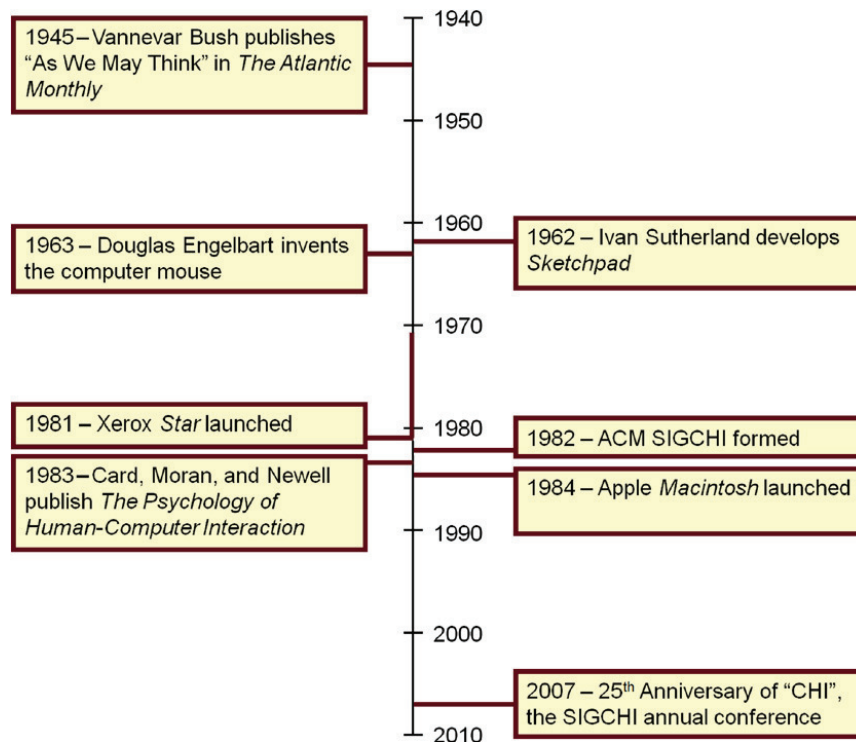 1940
1945 – Vannevar Bush publishes
“As We May Think” in The Atlantic
Monthly
1950
1960
1963 – Douglas Engelbart invents
the computer mouse
1962 – Ivan Sutherland develops
Sketchpad
1970
1981 – Xerox Star launched
1980
1982 – ACM SIGCHI formed
1983 – Card, Moran, and Newell
publish The Psychology of
Human-Computer Interaction
1984 – Apple Macintosh launched
1990
2000
2007 – 25th Anniversary of “CHI”,
the SIGCHI annual conference
2010